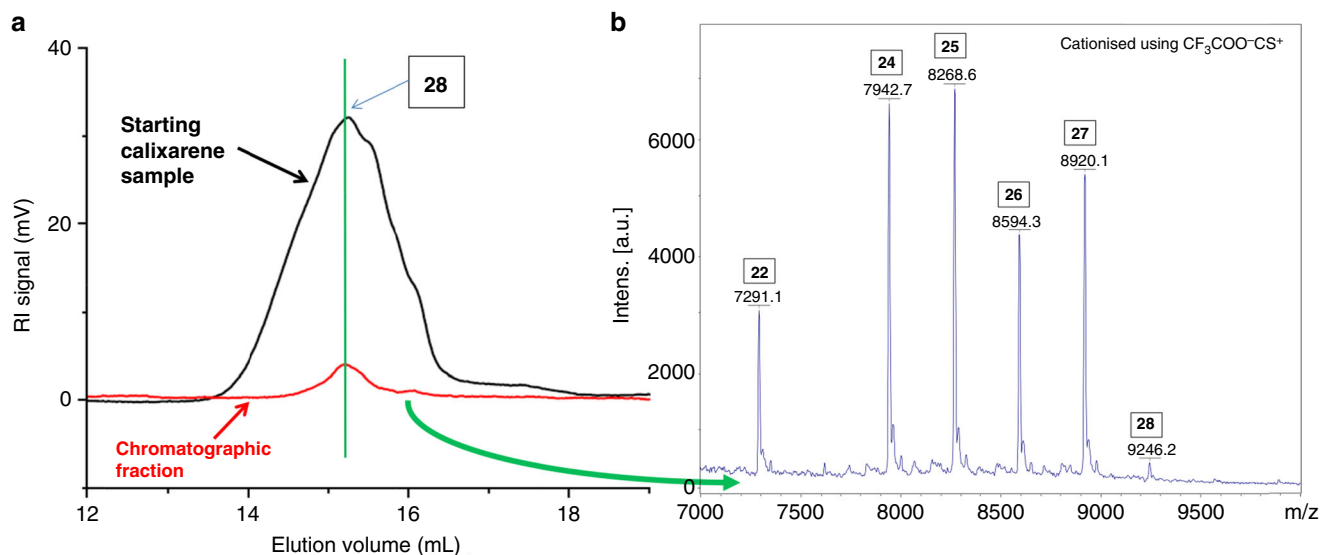 a
40
20
0
RI signal (mV)
Starting
calixarene
sample
28
Chromatographic
fraction
12
14
16
18
Elution volume (mL)
b
Cationised using CF₃COO⁻CS⁺
Intens. [a.u.]
6000
4000
2000
0
22
7291.1
24
7942.7
25
8268.6
26
8594.3
27
8920.1
28
9246.2
7000
7500
8000
8500
9000
9500
m/z